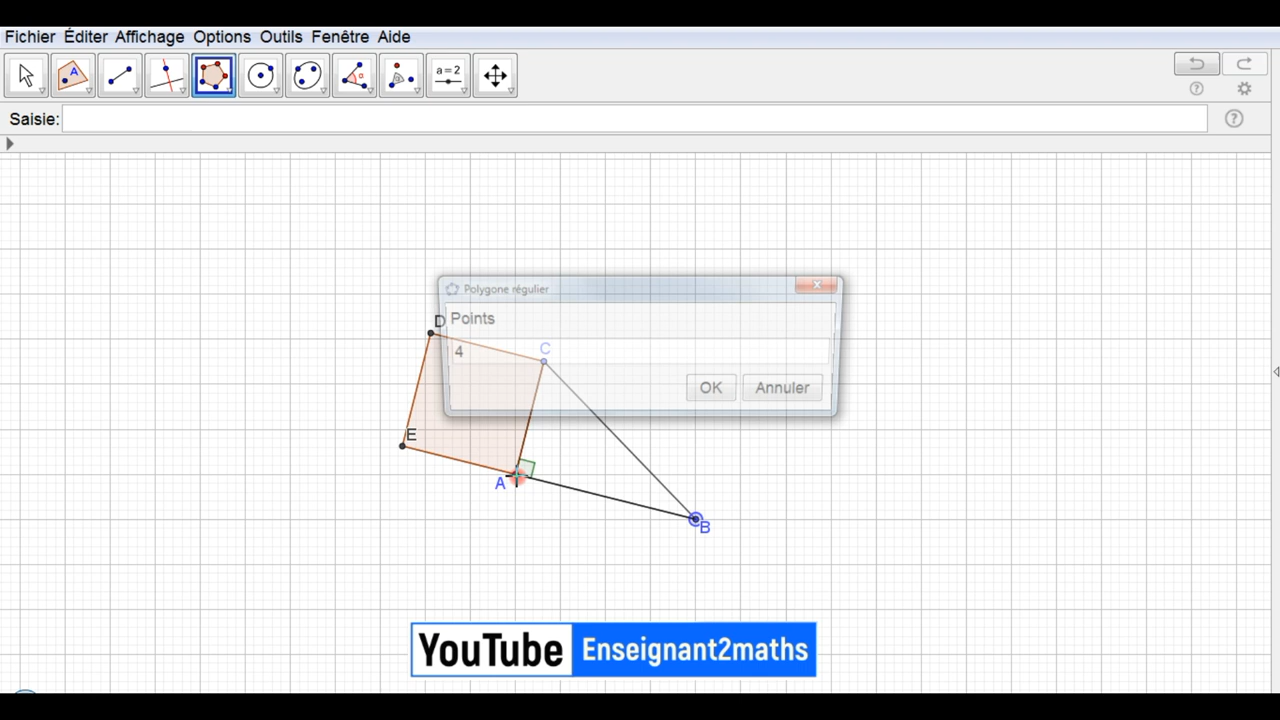 Fichier Éditer Affichage Options Outils Fenêtre Aide
A
a=2
Saisie:
Polygone régulier
D
Points
C
4
OK
Annuler
E
A
B
YouTube Enseignant2maths